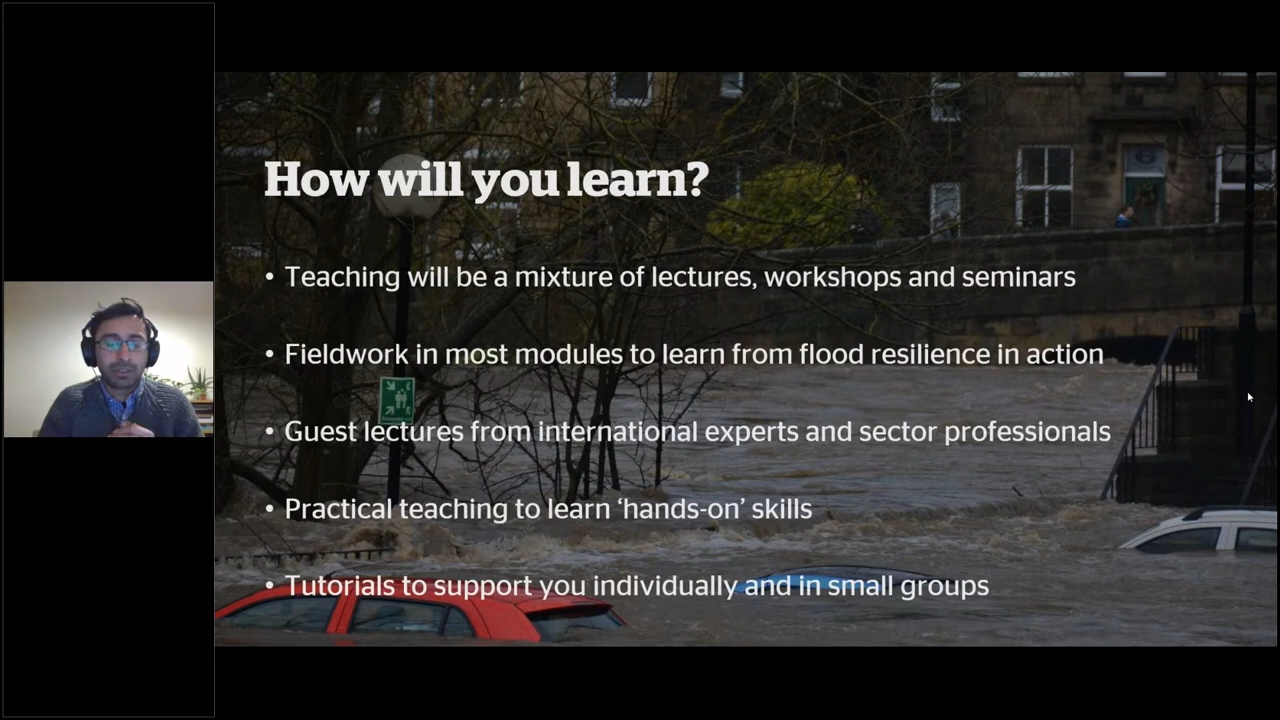 How will you learn?
• Teaching will be a mixture of lectures, workshops and seminars
• Fieldwork in most modules to learn from flood resilience in action
• Guest lectures from international experts and sector professionals
• Practical teaching to learn ‘hands-on’ skills
• Tutorials to support you individually and in small groups